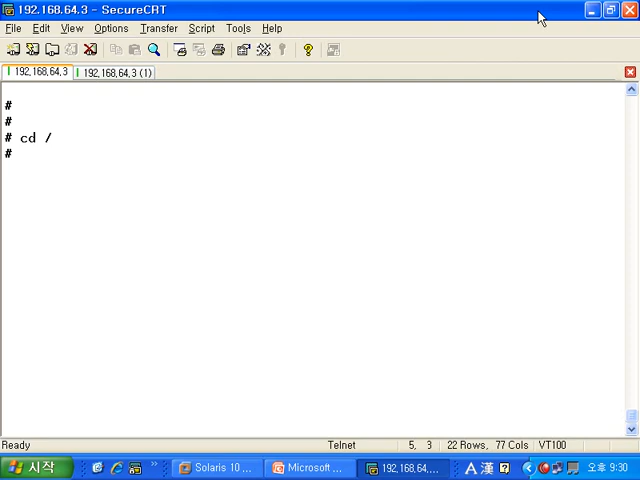 192.168.64.3 - SecureCRT
File Edit View Options Transfer Script Tools Help
192.168.64.3 192.168.64.3 (1)
#
#
# cd /
#
Ready Telnet 5, 3 22 Rows, 77 Cols VT100
시작 Solaris 10 ... Microsoft ... 192.168.64.... A 漢 오후 9:30